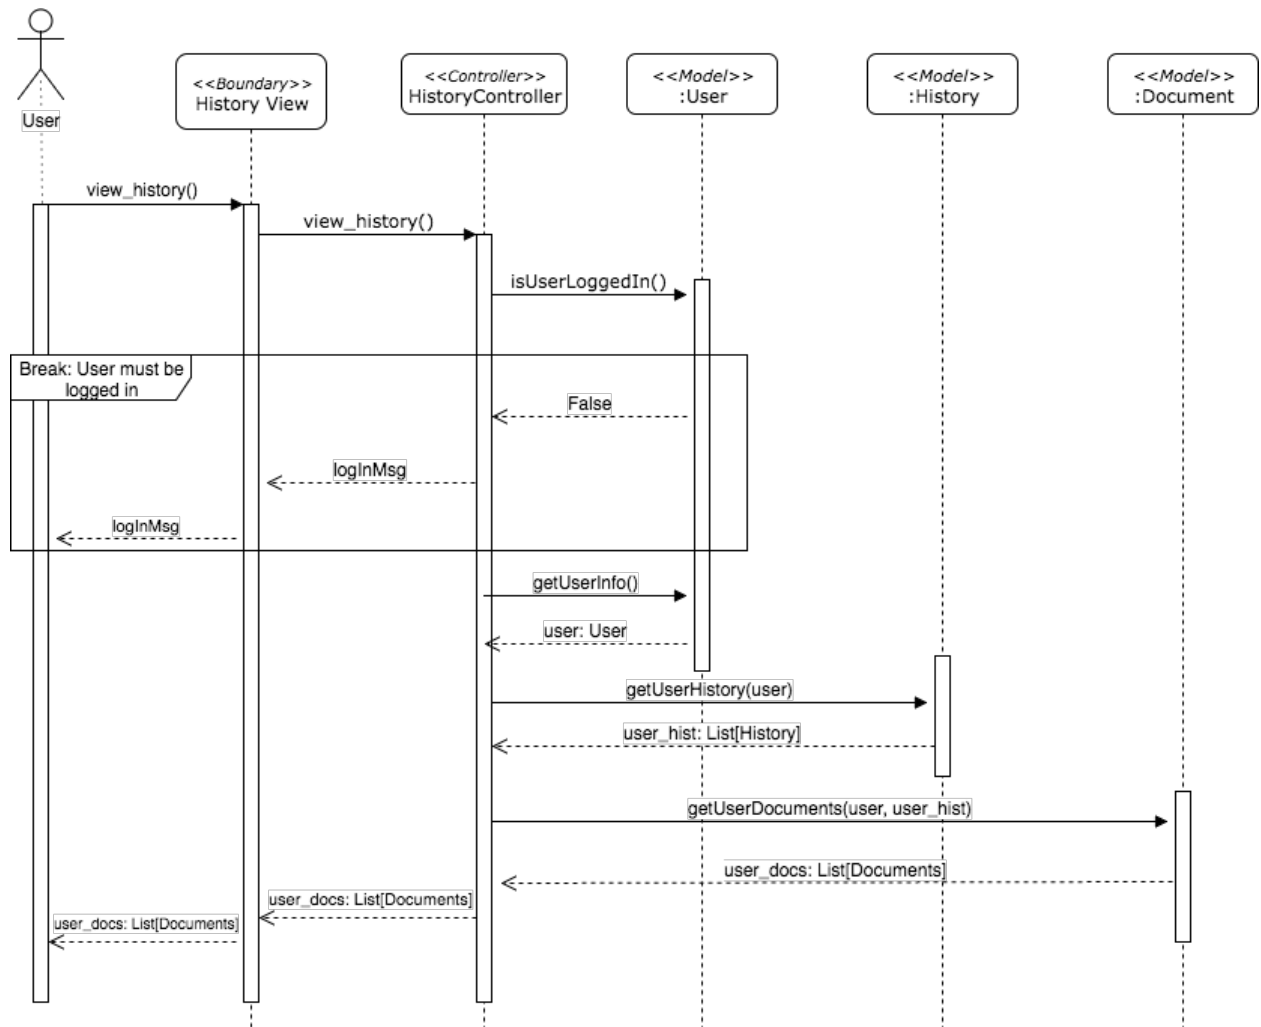 <<Boundary>>
History View
<<Controller>>
HistoryController
<<Model>>
:User
<<Model>>
:History
<<Model>>
:Document
User
view_history()
view_history()
isUserLoggedIn()
Break: User must be
logged in
False
logInMsg
logInMsg
getUserInfo()
user: User
getUserHistory(user)
user_hist: List[History]
getUserDocuments(user, user_hist)
user_docs: List[Documents]
user_docs: List[Documents]
user_docs: List[Documents]